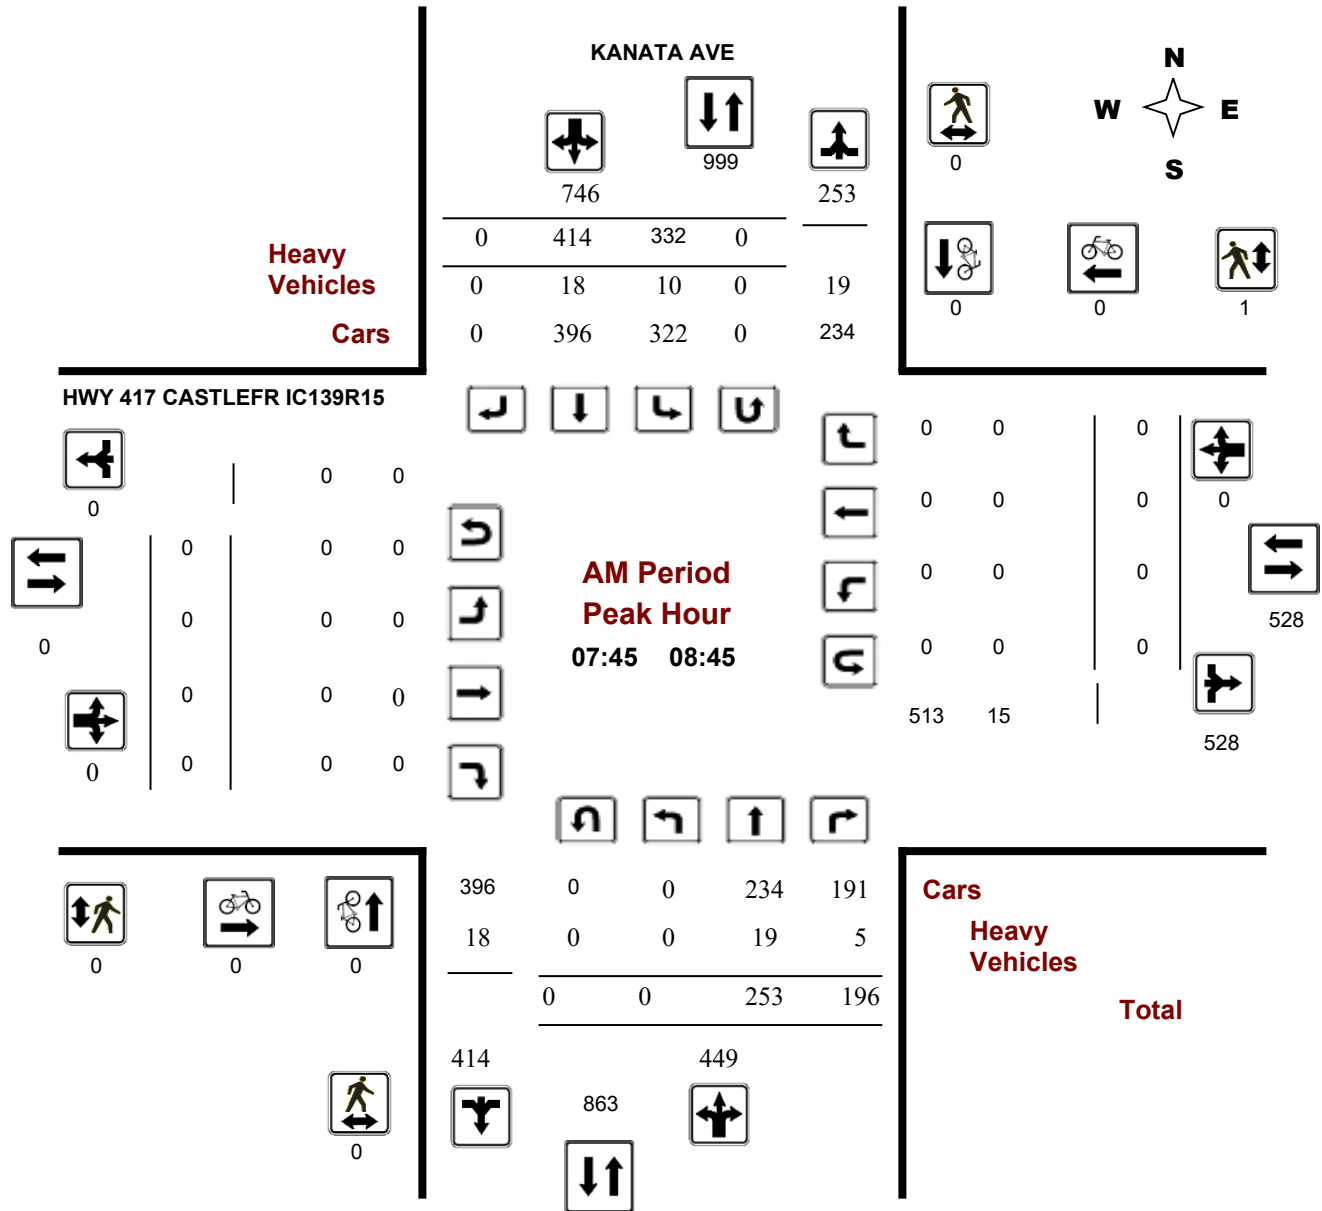 KANATA AVE
N
W E
S
999
0
746
253
0 414 332 0
Heavy
Vehicles
0 18 10 0 19
0 0 1
Cars
0 396 322 0 234
HWY 417 CASTLEFR IC139R15
0 0 0
0 0
0
0 0 0
0
0 0 0
AM Period
0 0 0
Peak Hour
0 0 0
528
0
07:45 08:45
0 0 0
0 0 0
513 15
528
0
0 0 0
396 0 0 234 191
Cars
18 0 0 19 5
Heavy
Vehicles
0 0 0
0 0 253 196
Total
414 449
863
0